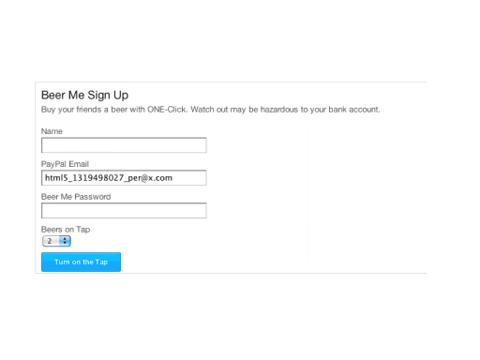 Beer Me Sign Up
Buy your friends a beer with ONE-Click. Watch out may be hazardous to your bank account.
Name
PayPal Email
html5_1319498027_per@x.com
Beer Me Password
Beers on Tap
2
Turn on the Tap